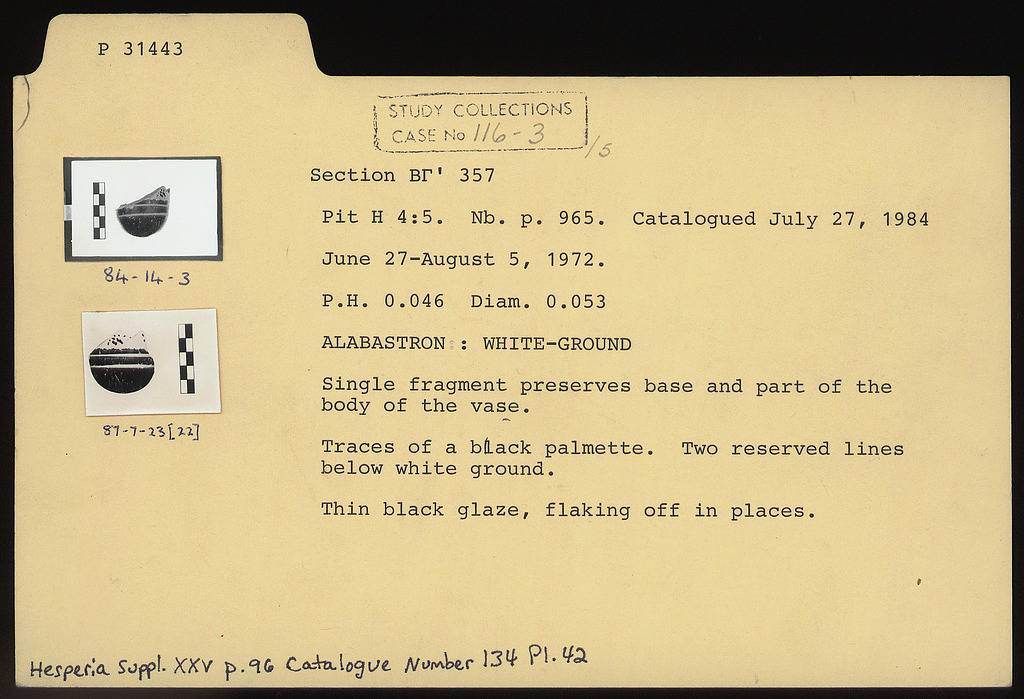 P 31443
STUDY COLLECTIONS
CASE No 116-3
/5
Section ΒΓ' 357
Pit H 4:5. Nb. p. 965. Catalogued July 27, 1984
June 27-August 5, 1972.
P.H. 0.046 Diam. 0.053
ALABASTRON : WHITE-GROUND
Single fragment preserves base and part of the
body of the vase.
Traces of a black palmette. Two reserved lines
below white ground.
Thin black glaze, flaking off in places.
84-14-3
87-7-23[22]
Hesperia Suppl. XXV p.96 Catalogue Number 134 Pl.42